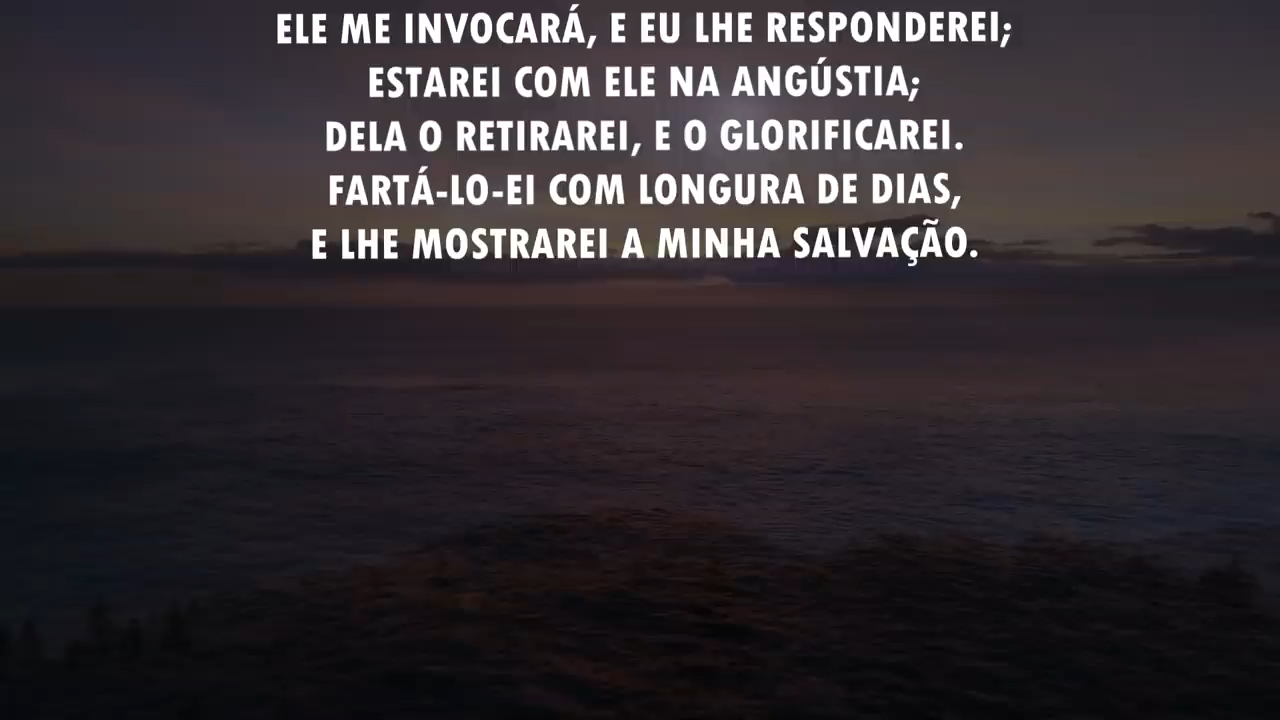 ELE ME INVOCARÁ, E EU LHE RESPONDEREI;
ESTAREI COM ELE NA ANGÚSTIA;
DELA O RETIRAREI, E O GLORIFICAREI.
FARTÁ-LO-EI COM LONGURA DE DIAS,
E LHE MOSTRAREI A MINHA SALVAÇÃO.